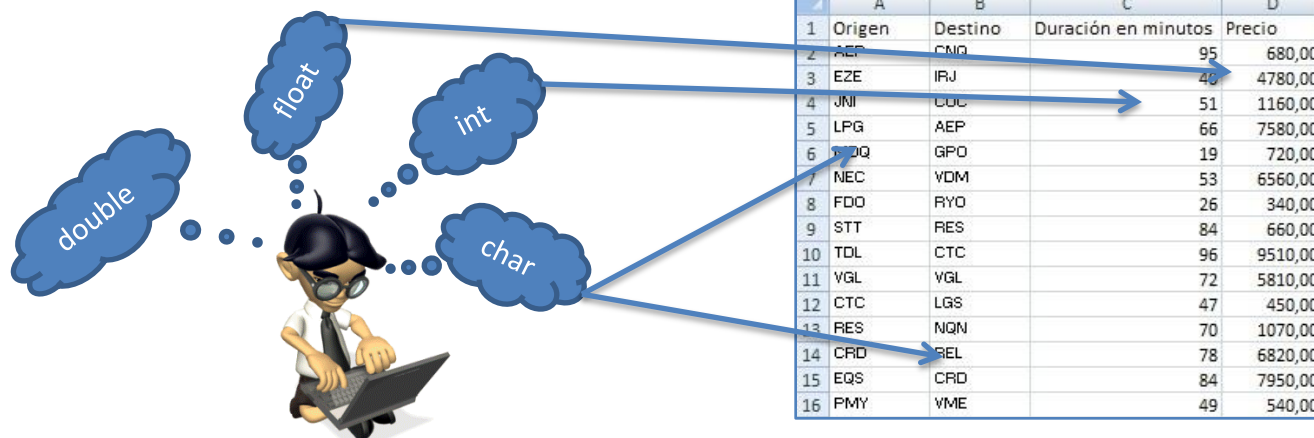 float
int
double
char
A B C D
1 Origen Destino Duración en minutos Precio
2 AEP CNQ 95 680,00
3 EZE IRJ 4780,00
4 JNI COC 51 1160,00
5 LPG AEP 66 7580,00
6 GPO 19 720,00
7 NEC VDM 53 6560,00
8 FDO RYO 26 340,00
9 STT RES 84 660,00
10 TDL CTC 96 9510,00
11 VGL VGL 72 5810,00
12 CTC LGS 47 450,00
13 RES NQN 70 1070,00
14 CRD REL 78 6820,00
15 EQS CRD 84 7950,00
16 PMY VME 49 540,00